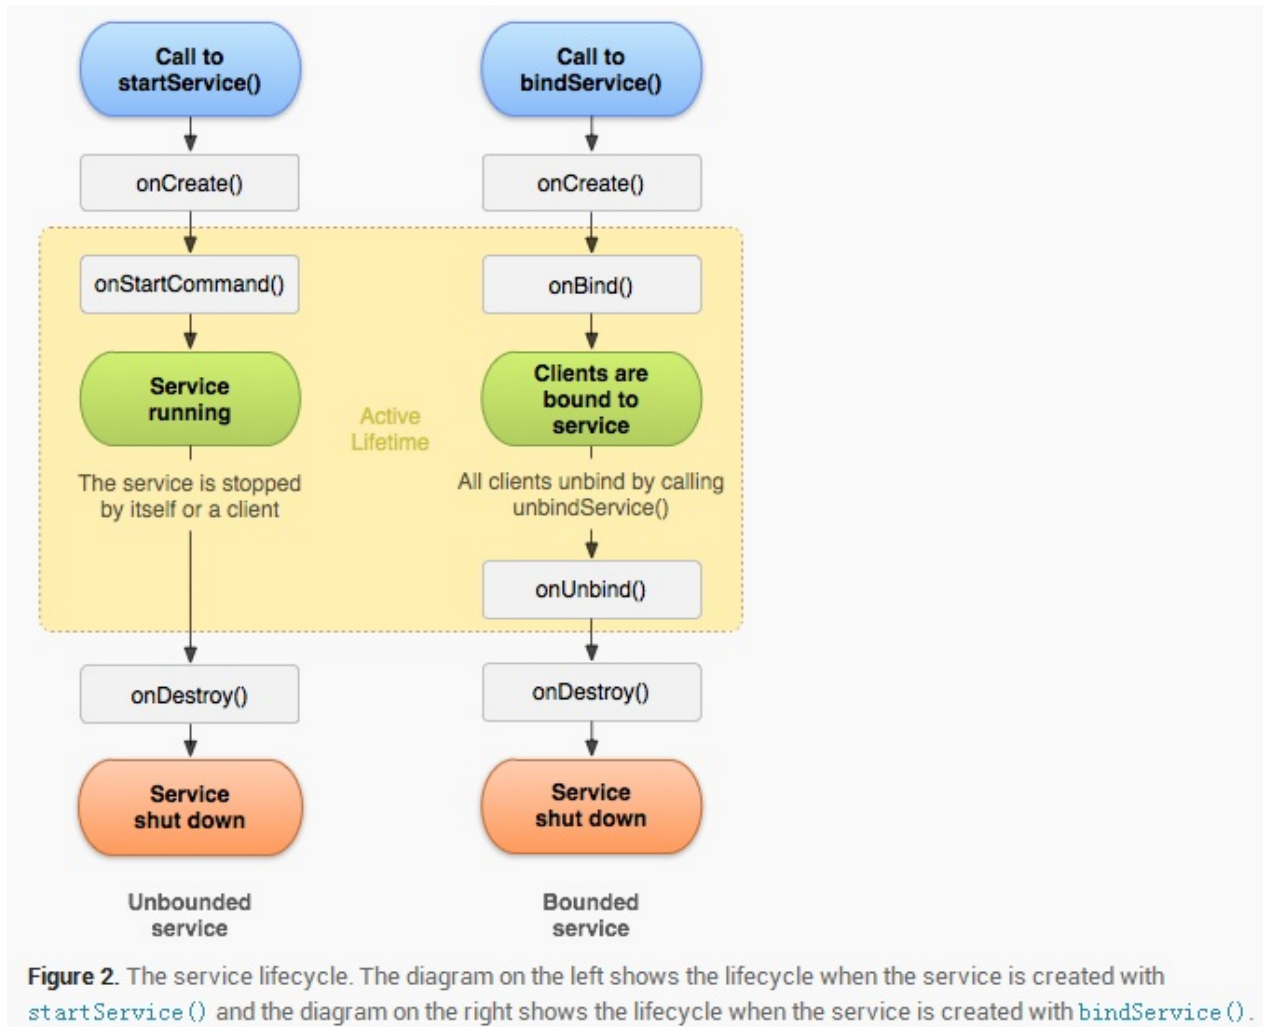 Call to
startService()
onCreate()
onStartCommand()
Service
running
The service is stopped
by itself or a client
onDestroy()
Service
shut down
Unbounded
service
Active
Lifetime
Call to
bindService()
onCreate()
onBind()
Clients are
bound to
service
All clients unbind by calling
unbindService()
onUnbind()
onDestroy()
Service
shut down
Bounded
service
Figure 2. The service lifecycle. The diagram on the left shows the lifecycle when the service is created with
startService() and the diagram on the right shows the lifecycle when the service is created with bindService().